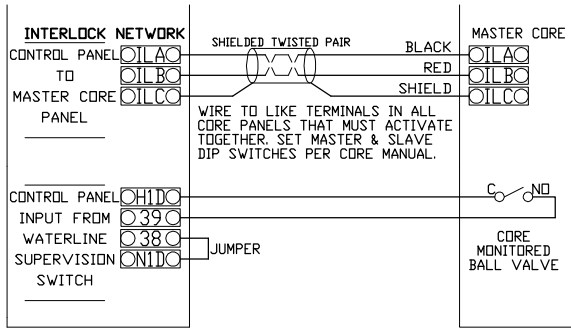 INTERLOCK NETWORK
CONTROL PANEL
TO
MASTER CORE
PANEL
ILA
ILB
ILC
SHIELDED TWISTED PAIR
BLACK
RED
SHIELD
MASTER CORE
ILA
ILB
ILC
WIRE TO LIKE TERMINALS IN ALL
CORE PANELS THAT MUST ACTIVATE
TOGETHER. SET MASTER & SLAVE
DIP SWITCHES PER CORE MANUAL.
CONTROL PANEL
INPUT FROM
WATERLINE
SUPERVISION
SWITCH
H1D
39
38
N1D
JUMPER
C NO
CORE
MONITORED
BALL VALVE